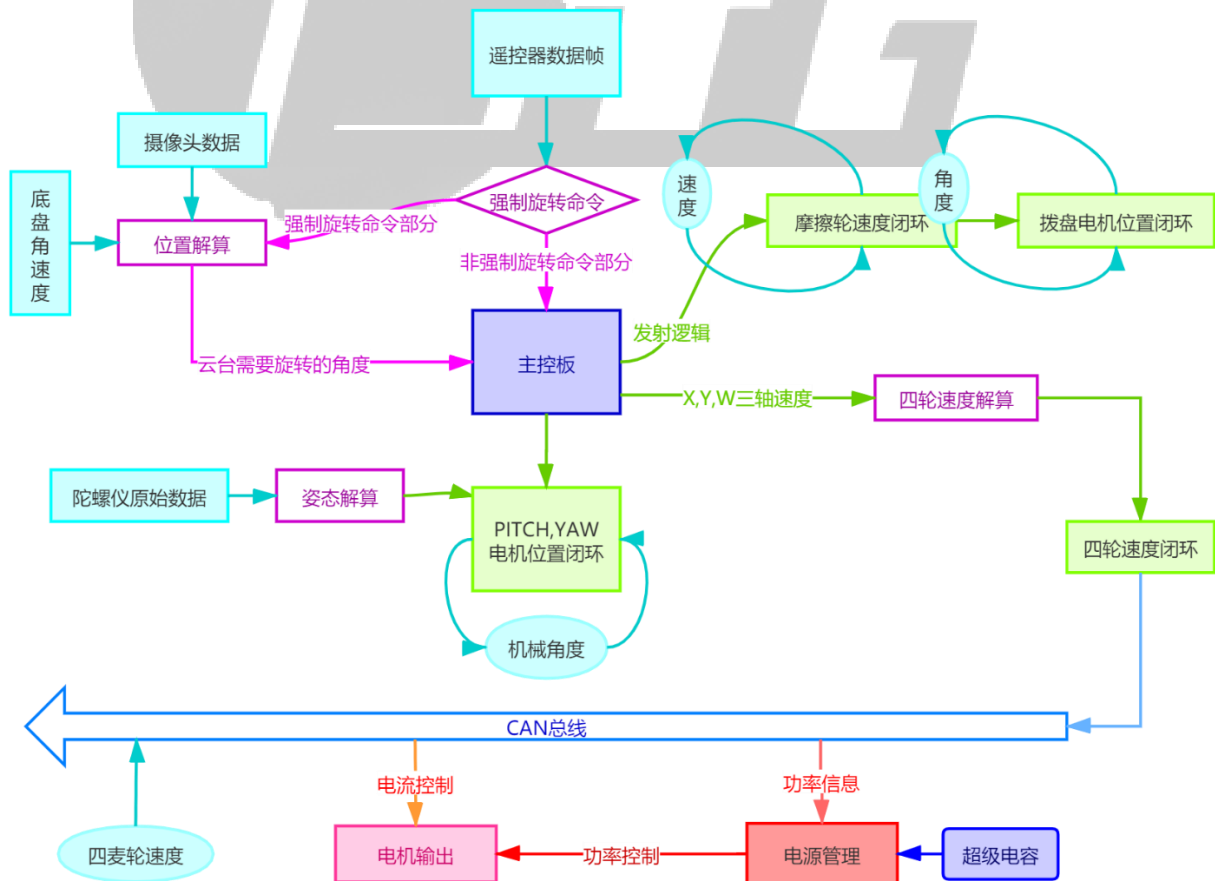 遥控器数据帧
摄像头数据
底盘角速度
位置解算
强制旋转命令部分
强制旋转命令
非强制旋转命令部分
速度
摩擦轮速度闭环
角度
拨盘电机位置闭环
发射逻辑
云台需要旋转的角度
主控板
X,Y,W三轴速度
四轮速度解算
陀螺仪原始数据
姿态解算
PITCH,YAW
电机位置闭环
四轮速度闭环
机械角度
CAN总线
电流控制
功率信息
四麦轮速度
电机输出
功率控制
电源管理
超级电容